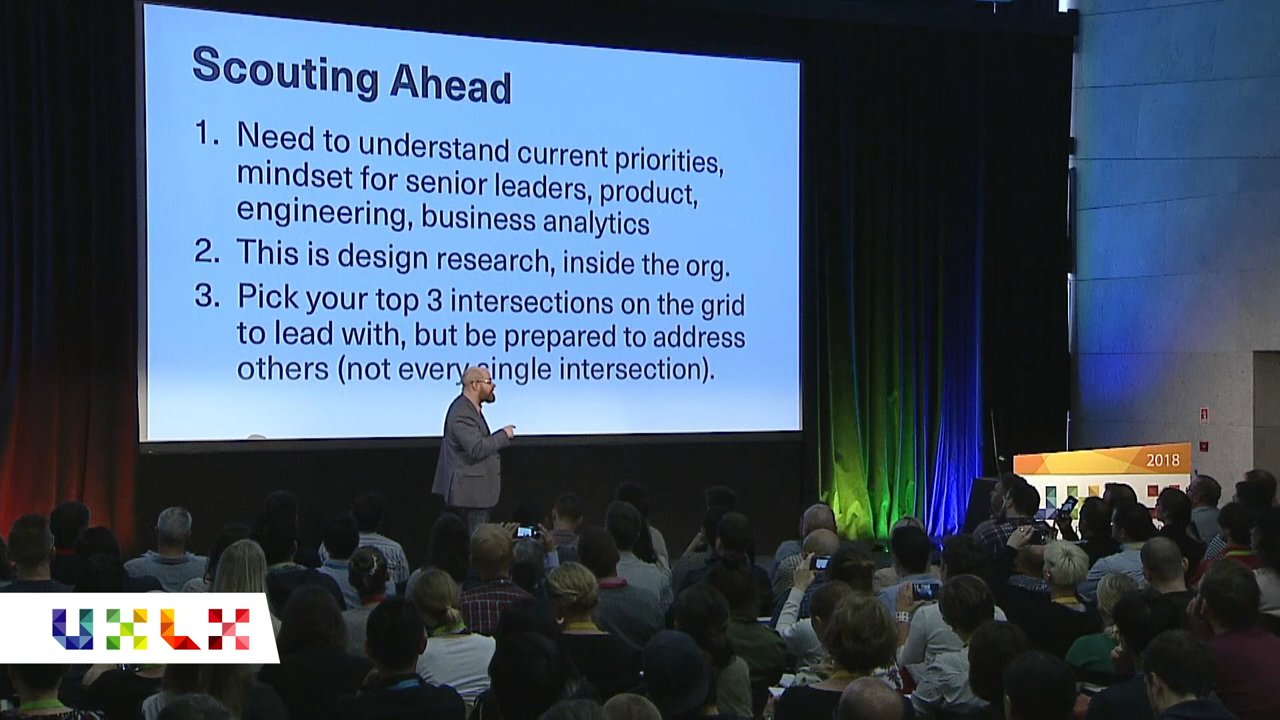 Scouting Ahead
1. Need to understand current priorities,
mindset for senior leaders, product,
engineering, business analytics
2. This is design research, inside the org.
3. Pick your top 3 intersections on the grid
to lead with, but be prepared to address
others (not every single intersection).
2018
UXLX